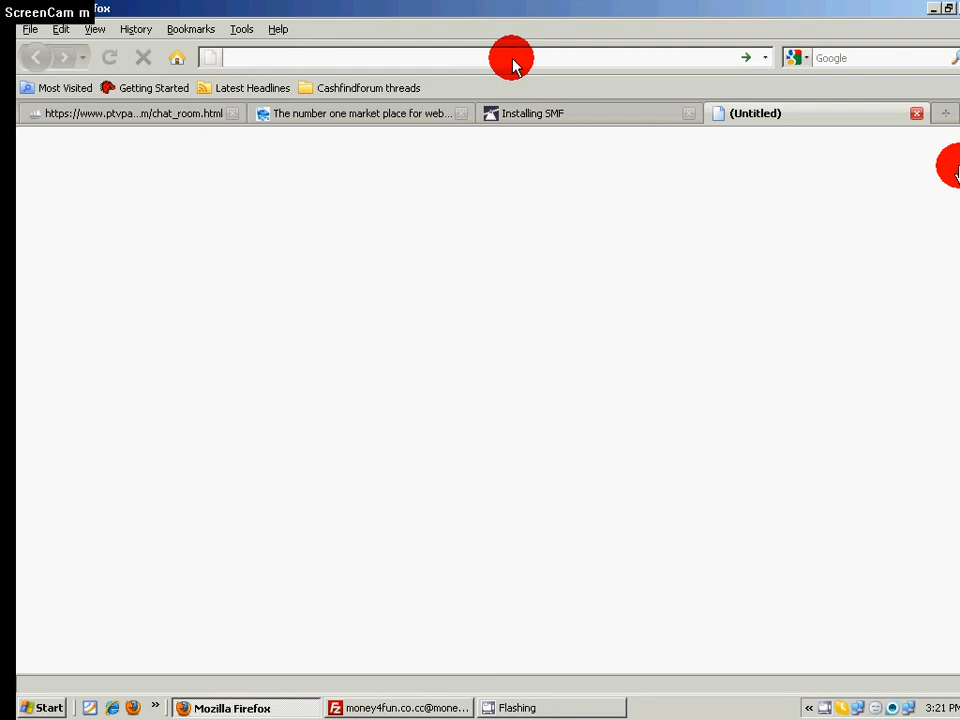 ScreenCam m
fox
File Edit View History Bookmarks Tools Help
Google
Most Visited Getting Started Latest Headlines Cashfindforum threads
https://www.ptvpa...m/chat_room.html The number one market place for web... Installing SMF (Untitled)
Start » Mozilla Firefox money4fun.co.cc@mone... Flashing « 3:21 PM